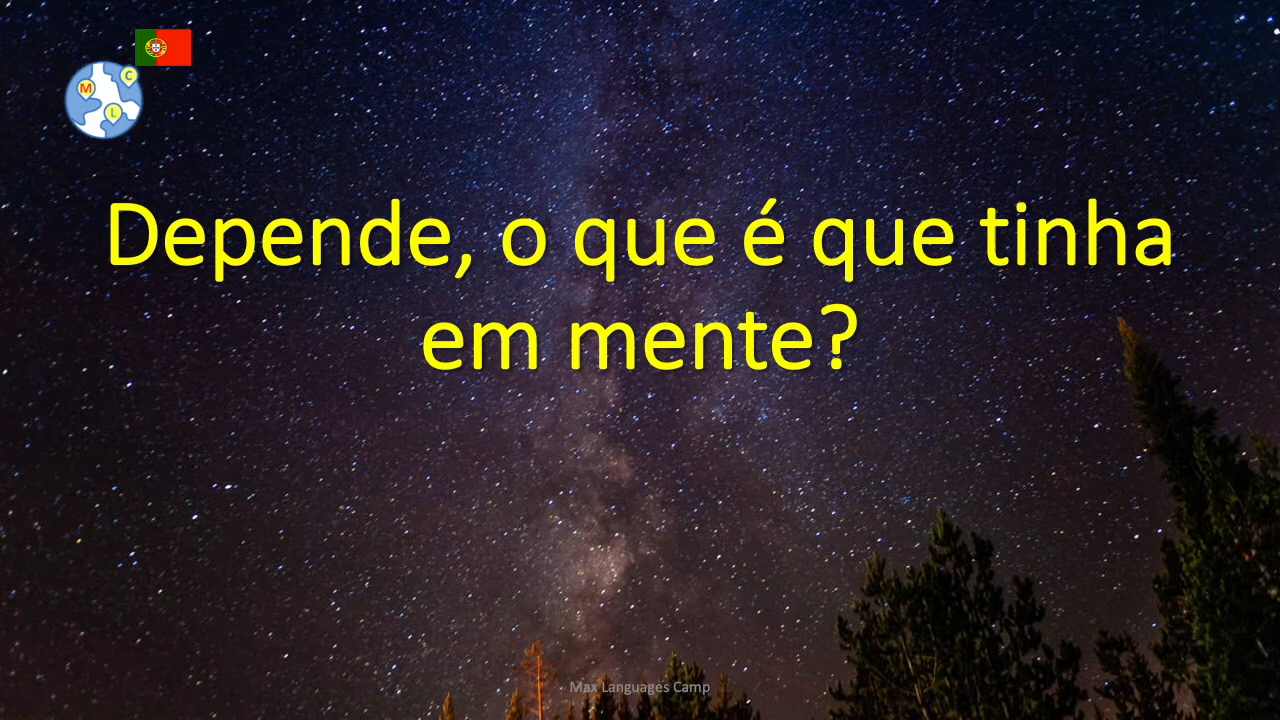 C
M
L
Depende, o que é que tinha
em mente?
Max Languages Camp